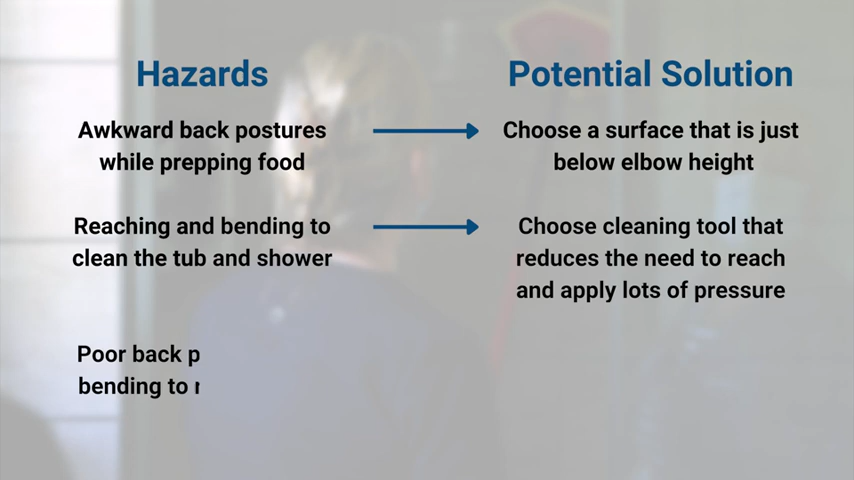 Hazards
Potential Solution
Awkward back postures
while prepping food
Choose a surface that is just
below elbow height
Reaching and bending to
clean the tub and shower
Choose cleaning tool that
reduces the need to reach
and apply lots of pressure
Poor back p
bending to